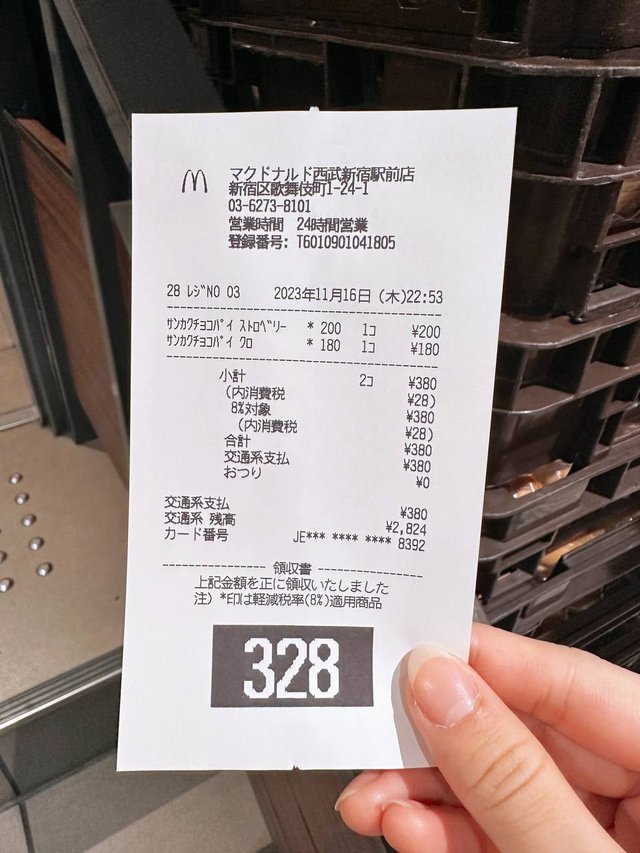 マクドナルド西武新宿駅前店
新宿区歌舞伎町1-24-1
03-6273-8101
営業時間 24時間営業
登録番号: T6010901041805
28 ﾚｼﾞNO 03 2023年11月16日 (木)22:53
ｻﾝｶｸﾁｮｺﾊﾟｲ ｽﾄﾛﾍﾞﾘｰ * 200 1ｺ ¥200
ｻﾝｶｸﾁｮｺﾊﾟｲ ｸﾛ * 180 1ｺ ¥180
小計 2コ ¥380
(内消費税 ¥28)
8%対象 ¥380
(内消費税 ¥28)
合計 ¥380
交通系支払 ¥380
おつり ¥0
交通系支払 ¥380
交通系 残高 ¥2,824
カード番号 JE*** **** **** 8392
領収書
上記金額を正に領収いたしました
注) *印は軽減税率(8%)適用商品
328